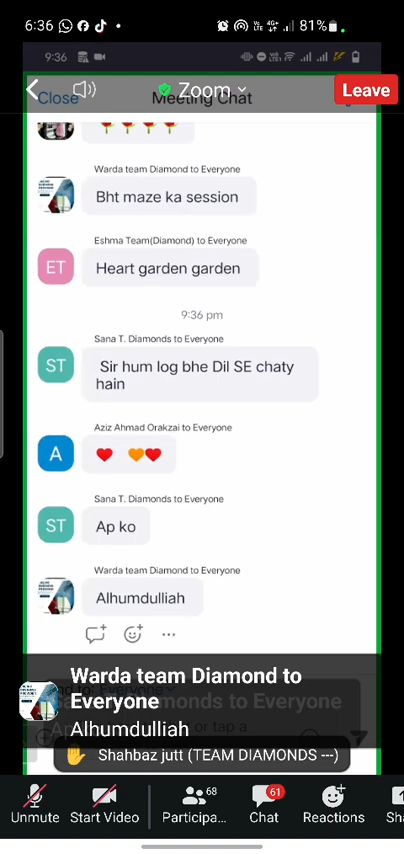 6:36 81%
9:36
Close Zoom Leave
Meeting Chat
Warda team Diamond to Everyone
Bht maze ka session
Eshma Team(Diamond) to Everyone
ET Heart garden garden
9:36 pm
Sana T. Diamonds to Everyone
ST Sir hum log bhe Dil SE chaty
hain
Aziz Ahmad Orakzai to Everyone
A
Sana T. Diamonds to Everyone
ST Ap ko
Warda team Diamond to Everyone
Alhumdulliah
Warda team Diamond to
Everyone
Alhumdulliah
Shahbaz jutt (TEAM DIAMONDS ---)
68 61
Unmute Start Video Participa... Chat Reactions Sha